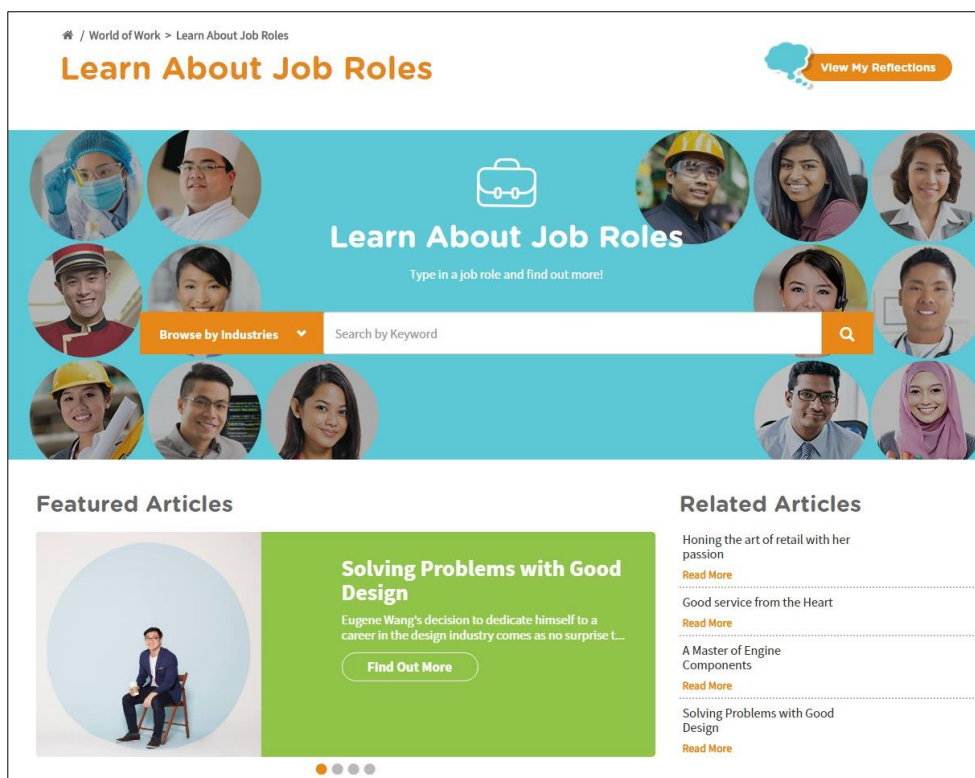 / World of Work > Learn About Job Roles
Learn About Job Roles
View My Reflections
Learn About Job Roles
Type in a job role and find out more!
Browse by Industries
Search by Keyword
Featured Articles
Solving Problems with Good
Design
Eugene Wang's decision to dedicate himself to a
career in the design industry comes as no surprise t...
Find Out More
Related Articles
Honing the art of retail with her
passion
Read More
Good service from the Heart
Read More
A Master of Engine
Components
Read More
Solving Problems with Good
Design
Read More